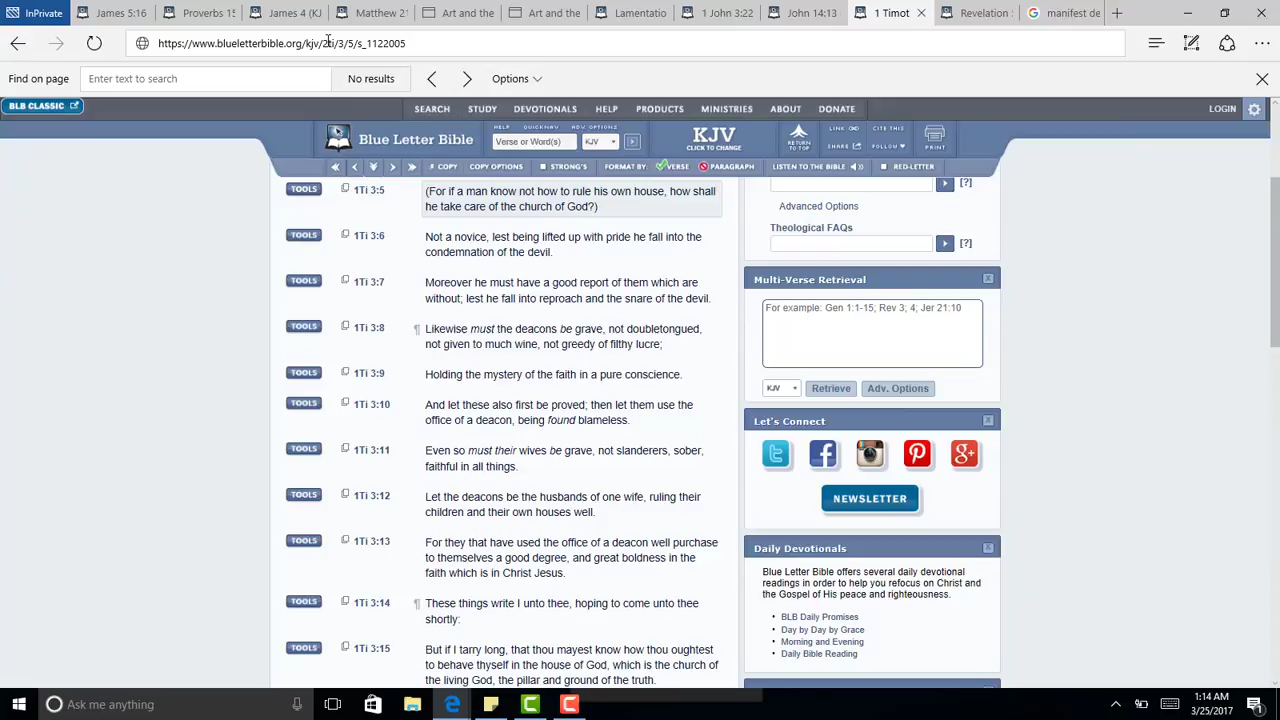 InPrivate James 5:16 Proverbs 15 James 4 (KJ Matthew 21 Art and the Art and the Lamentatio 1 John 3:22 John 14:13 1 Timot Revelation manifest de
https://www.blueletterbible.org/kjv/2ti/3/5/s_1122005
Find on page Enter text to search No results Options
BLB CLASSIC SEARCH STUDY DEVOTIONALS HELP PRODUCTS MINISTRIES ABOUT DONATE LOGIN
HELP QUICKNAV ADV. OPTIONS
Blue Letter Bible Verse or Word(s) KJV
KJV
CLICK TO CHANGE
RETURN TO TOP
LINK CITE THIS
SHARE FOLLOW
PRINT
COPY COPY OPTIONS STRONG'S FORMAT BY: VERSE PARAGRAPH LISTEN TO THE BIBLE RED-LETTER
TOOLS 1Ti 3:5 (For if a man know not how to rule his own house, how shall
he take care of the church of God?)
TOOLS 1Ti 3:6 Not a novice, lest being lifted up with pride he fall into the
condemnation of the devil.
TOOLS 1Ti 3:7 Moreover he must have a good report of them which are
without; lest he fall into reproach and the snare of the devil.
TOOLS 1Ti 3:8 ¶ Likewise must the deacons be grave, not doubletongued,
not given to much wine, not greedy of filthy lucre;
TOOLS 1Ti 3:9 Holding the mystery of the faith in a pure conscience.
TOOLS 1Ti 3:10 And let these also first be proved; then let them use the
office of a deacon, being found blameless.
TOOLS 1Ti 3:11 Even so must their wives be grave, not slanderers, sober,
faithful in all things.
TOOLS 1Ti 3:12 Let the deacons be the husbands of one wife, ruling their
children and their own houses well.
TOOLS 1Ti 3:13 For they that have used the office of a deacon well purchase
to themselves a good degree, and great boldness in the
faith which is in Christ Jesus.
TOOLS 1Ti 3:14 ¶ These things write I unto thee, hoping to come unto thee
shortly:
TOOLS 1Ti 3:15 But if I tarry long, that thou mayest know how thou oughtest
to behave thyself in the house of God, which is the church of
the living God, the pillar and ground of the truth.
[?]
Advanced Options
Theological FAQs
[?]
Multi-Verse Retrieval
For example: Gen 1:1-15; Rev 3; 4; Jer 21:10
KJV Retrieve Adv. Options
Let's Connect
NEWSLETTER
Daily Devotionals
Blue Letter Bible offers several daily devotional
readings in order to help you refocus on Christ and
the Gospel of His peace and righteousness.
• BLB Daily Promises
• Day by Day by Grace
• Morning and Evening
• Daily Bible Reading
Ask me anything
1:14 AM
3/25/2017